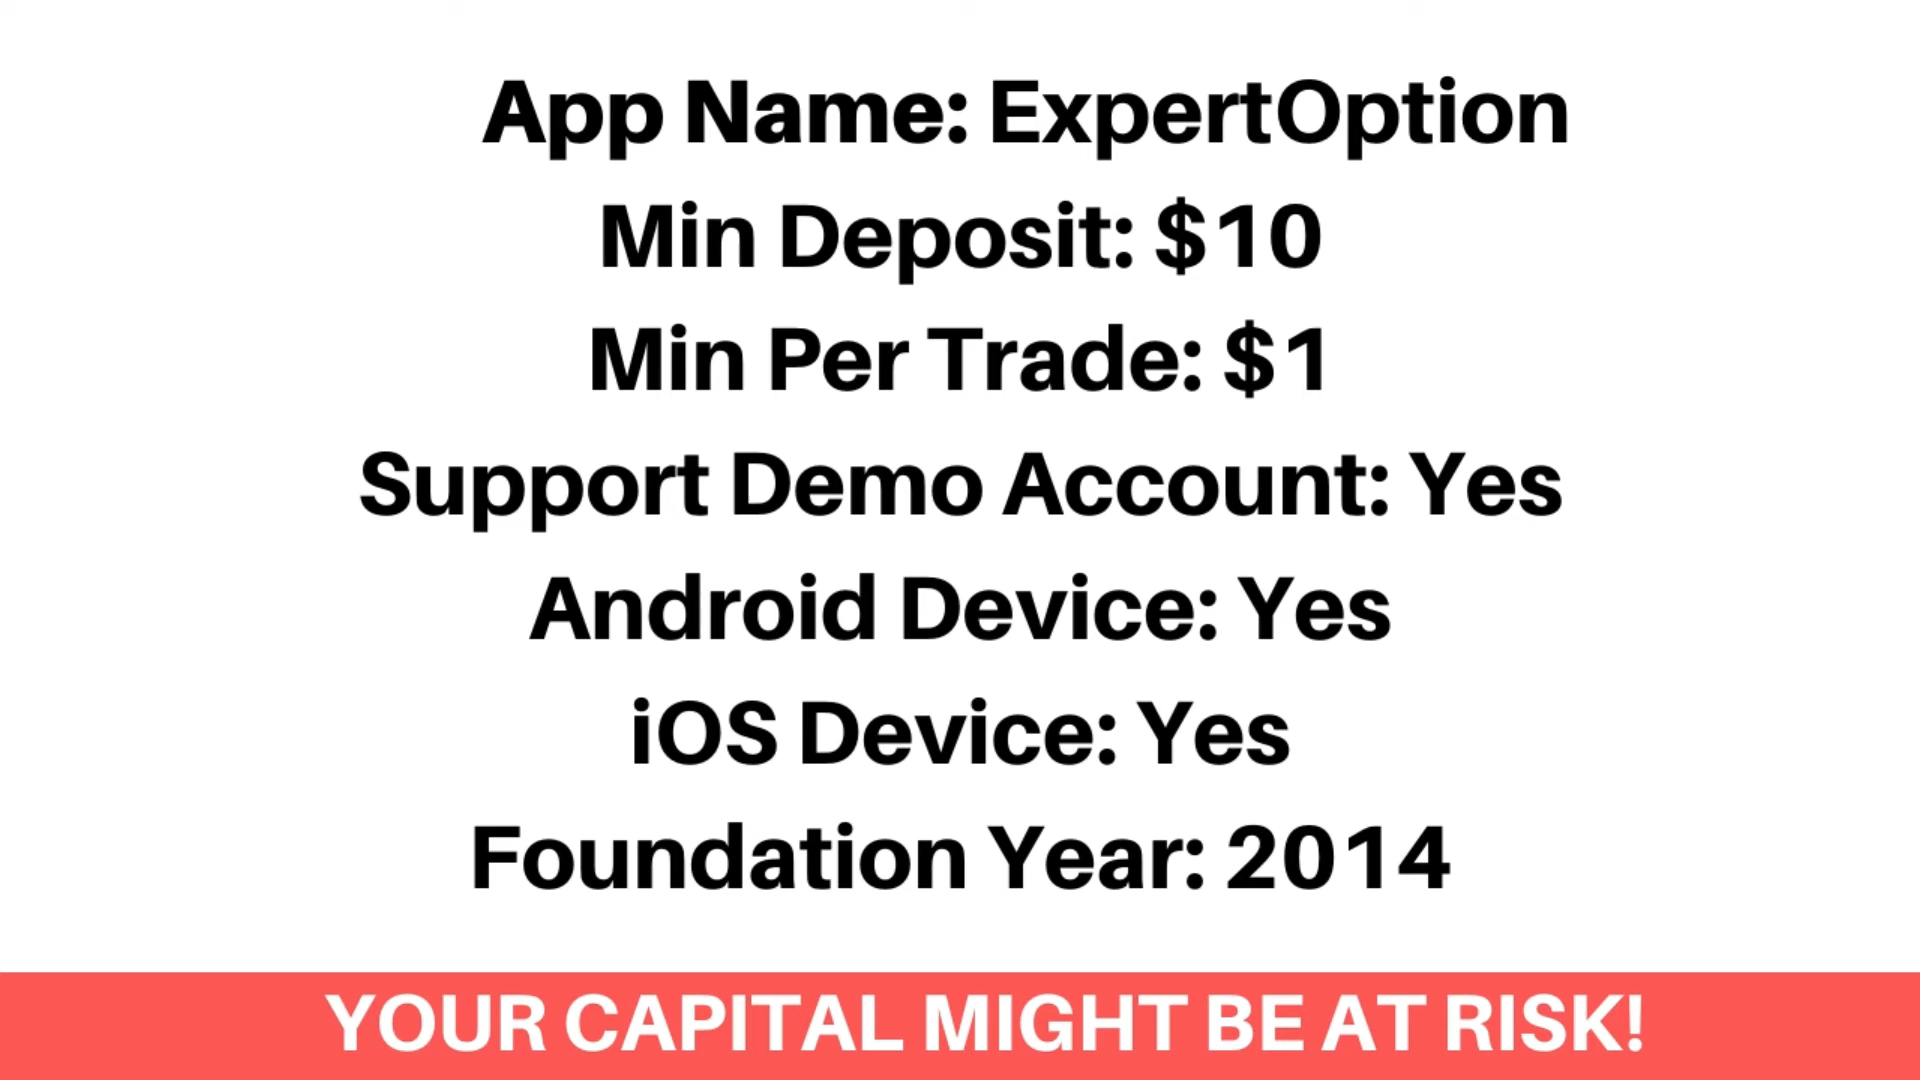 App Name: ExpertOption
Min Deposit: $10
Min Per Trade: $1
Support Demo Account: Yes
Android Device: Yes
iOS Device: Yes
Foundation Year: 2014
YOUR CAPITAL MIGHT BE AT RISK!